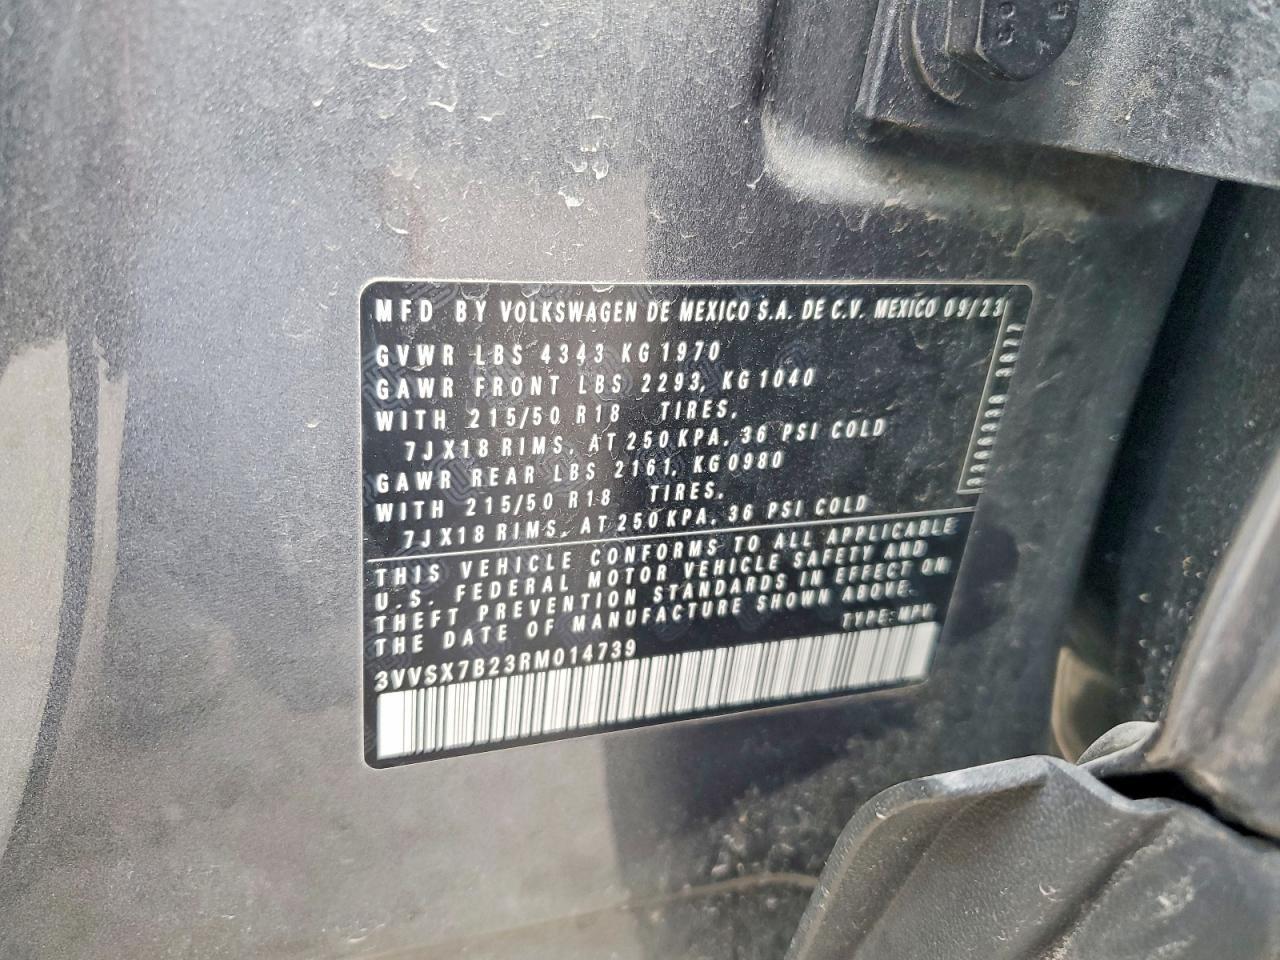 MFD BY VOLKSWAGEN DE MEXICO S.A. DE C.V. MEXICO 09/23
GVWR LBS 4343 KG 1970
GAWR FRONT LBS 2293, KG 1040
WITH 215/50 R18 TIRES,
7JX18 RIMS, AT 250 KPA, 36 PSI COLD
GAWR REAR LBS 2161, KG 0980
WITH 215/50 R18 TIRES,
7JX18 RIMS, AT 250 KPA, 36 PSI COLD
THIS VEHICLE CONFORMS TO ALL APPLICABLE
U.S. FEDERAL MOTOR VEHICLE SAFETY AND
THEFT PREVENTION STANDARDS IN EFFECT ON
THE DATE OF MANUFACTURE SHOWN ABOVE.
TYPE: MPV
3VVSX7B23RM014739